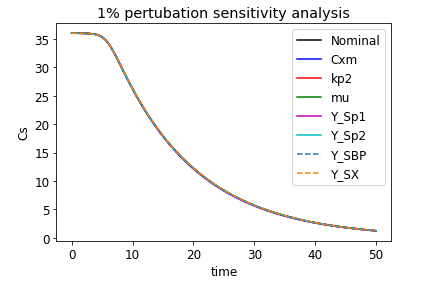 1% pertubation sensitivity analysis
Nominal
Cxm
kp2
mu
Y_Sp1
Y_Sp2
Y_SBP
Y_SX
Cs
35
30
25
20
15
10
5
0
0 10 20 30 40 50
time